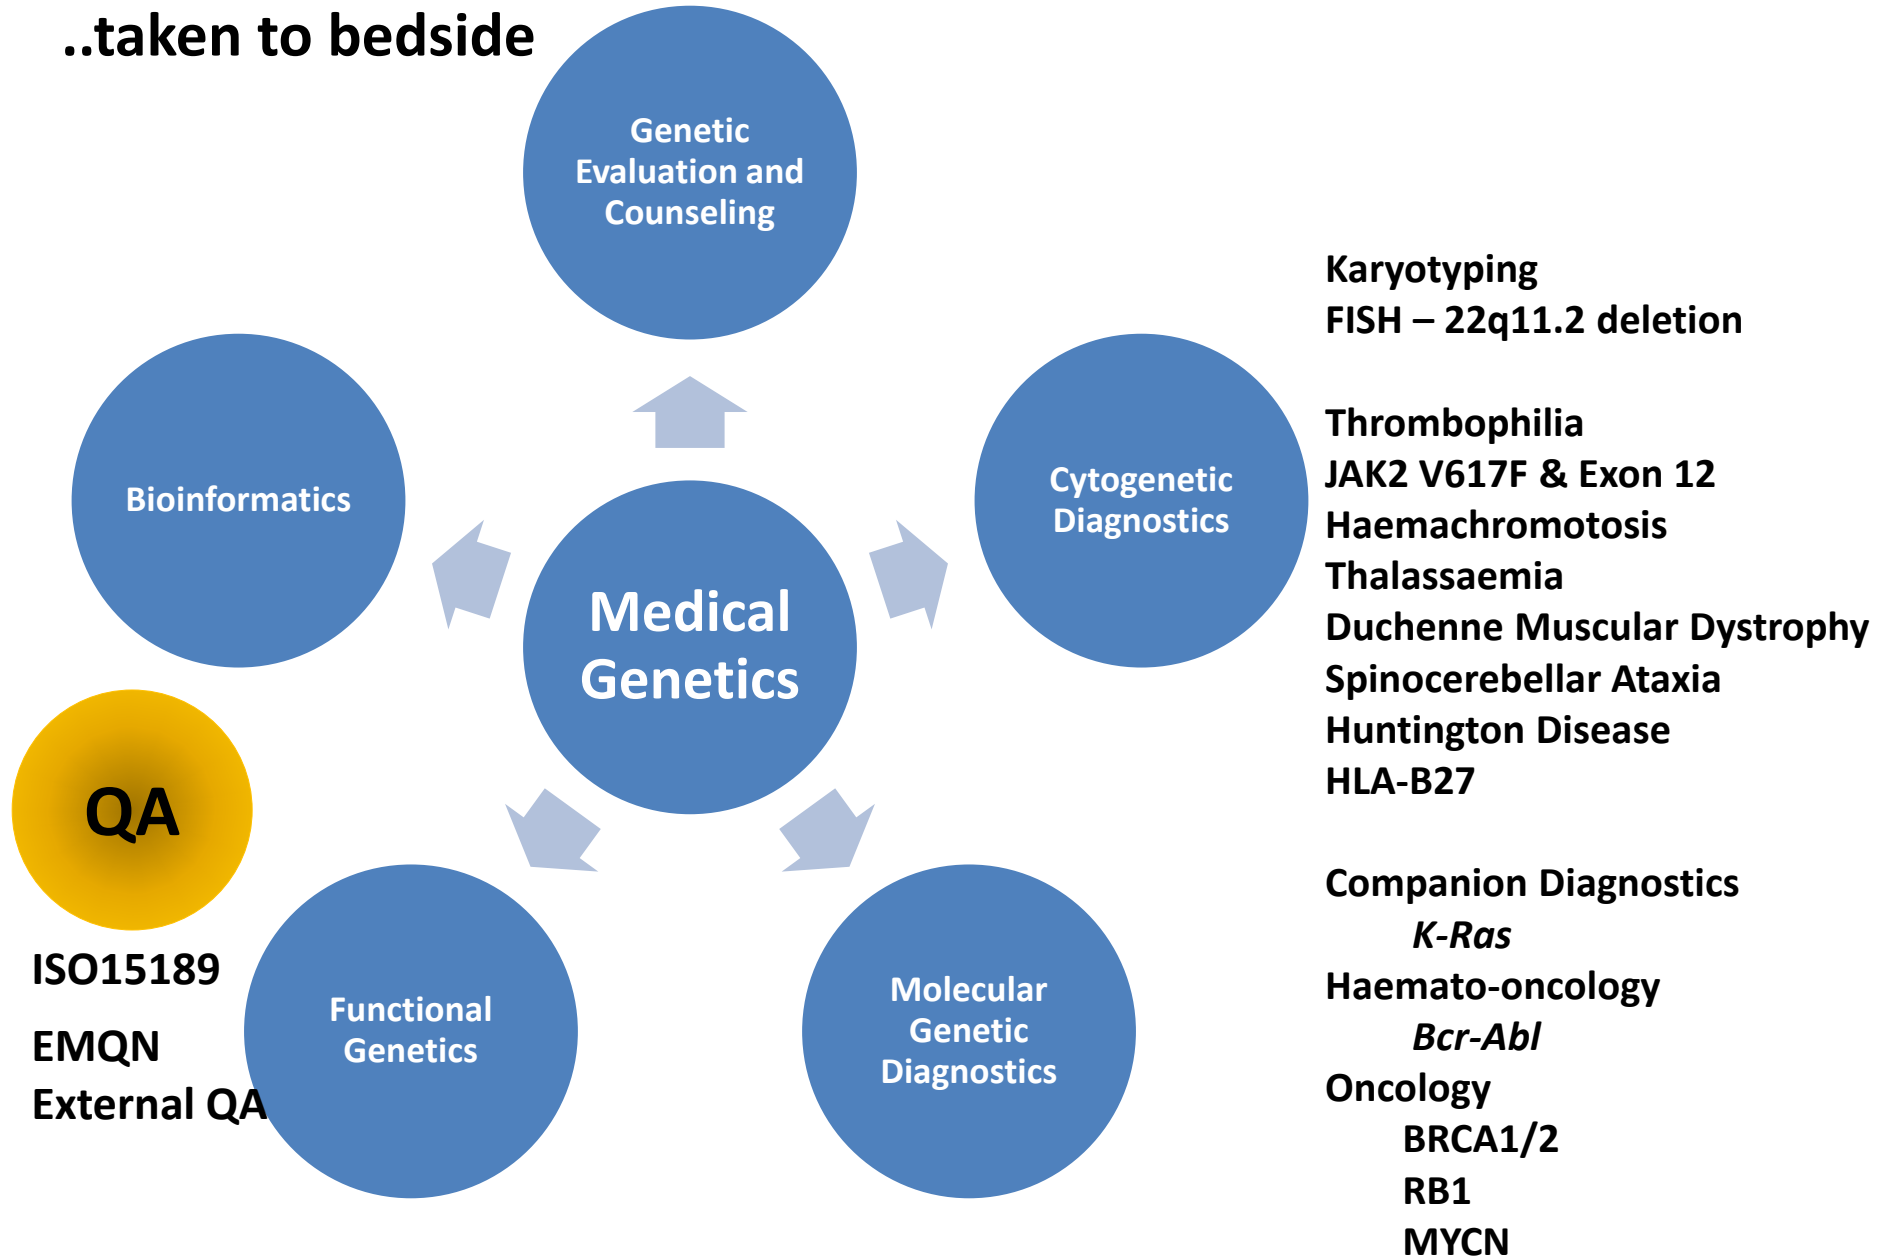 ..taken to bedside
Genetic
Evaluation and
Counseling
Bioinformatics
Medical
Genetics
Cytogenetic
Diagnostics
QA
ISO15189
EMQN
External QA
Functional
Genetics
Molecular
Genetic
Diagnostics
Karyotyping
FISH – 22q11.2 deletion
Thrombophilia
JAK2 V617F & Exon 12
Haemachromotosis
Thalassaemia
Duchenne Muscular Dystrophy
Spinocerebellar Ataxia
Huntington Disease
HLA-B27
Companion Diagnostics
K-Ras
Haemato-oncology
Bcr-Abl
Oncology
BRCA1/2
RB1
MYCN